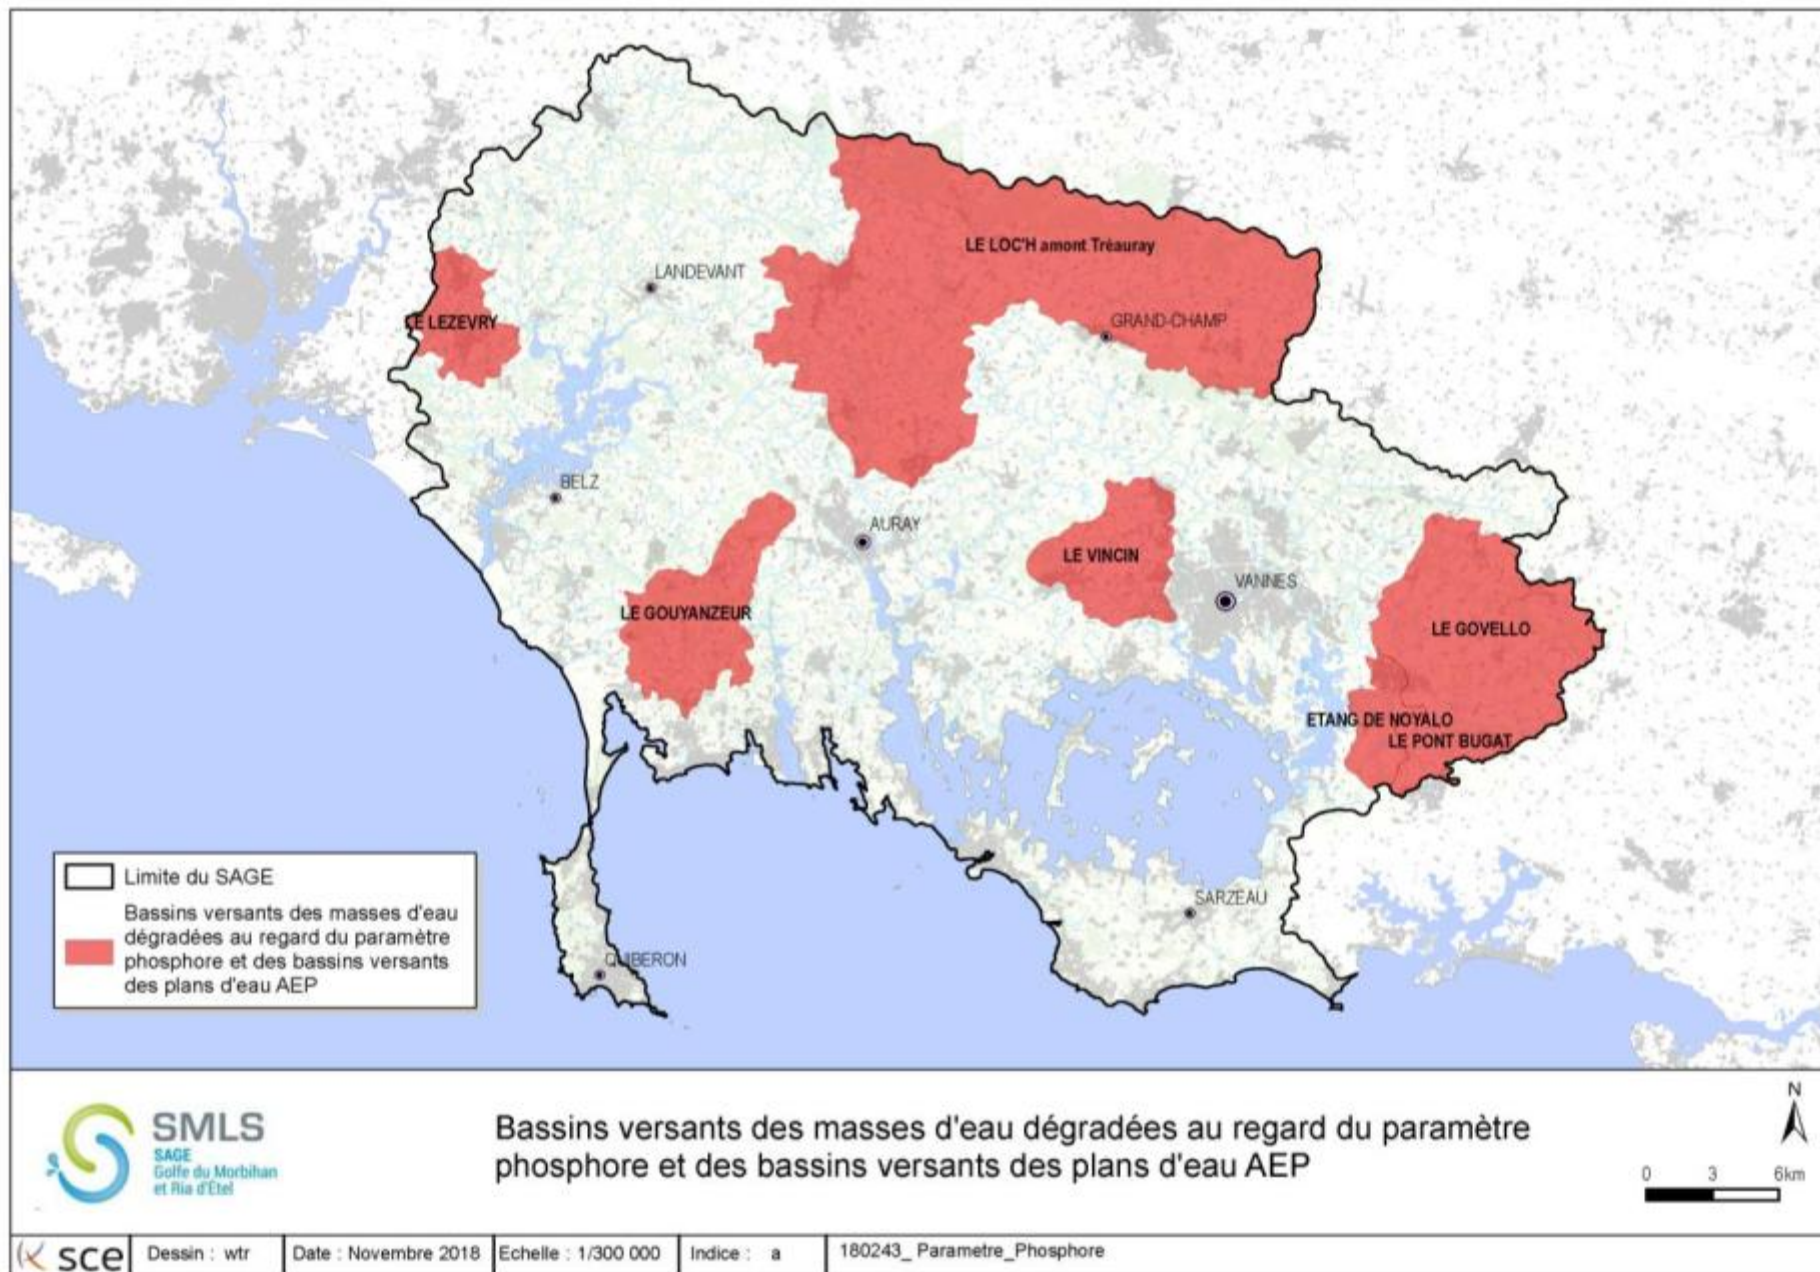 LE LOC'H amont Tréauray
LANDEVANT
LE LEZEVRY
GRAND-CHAMP
BELZ
AURAY
LE VINCIN
VANNES
LE GOUYANZEUR
LE GOVELLO
ETANG DE NOYALO
LE PONT BUGAT
SARZEAU
QUIBERON
Limite du SAGE
Bassins versants des masses d'eau
dégradées au regard du paramètre
phosphore et des bassins versants
des plans d'eau AEP
SMLS
SAGE
Golfe du Morbihan
et Ria d'Etel
Bassins versants des masses d'eau dégradées au regard du paramètre
phosphore et des bassins versants des plans d'eau AEP
N
0 3 6km
sce
Dessin : wtr
Date : Novembre 2018
Echelle : 1/300 000
Indice : a
180243_ Parametre_Phosphore